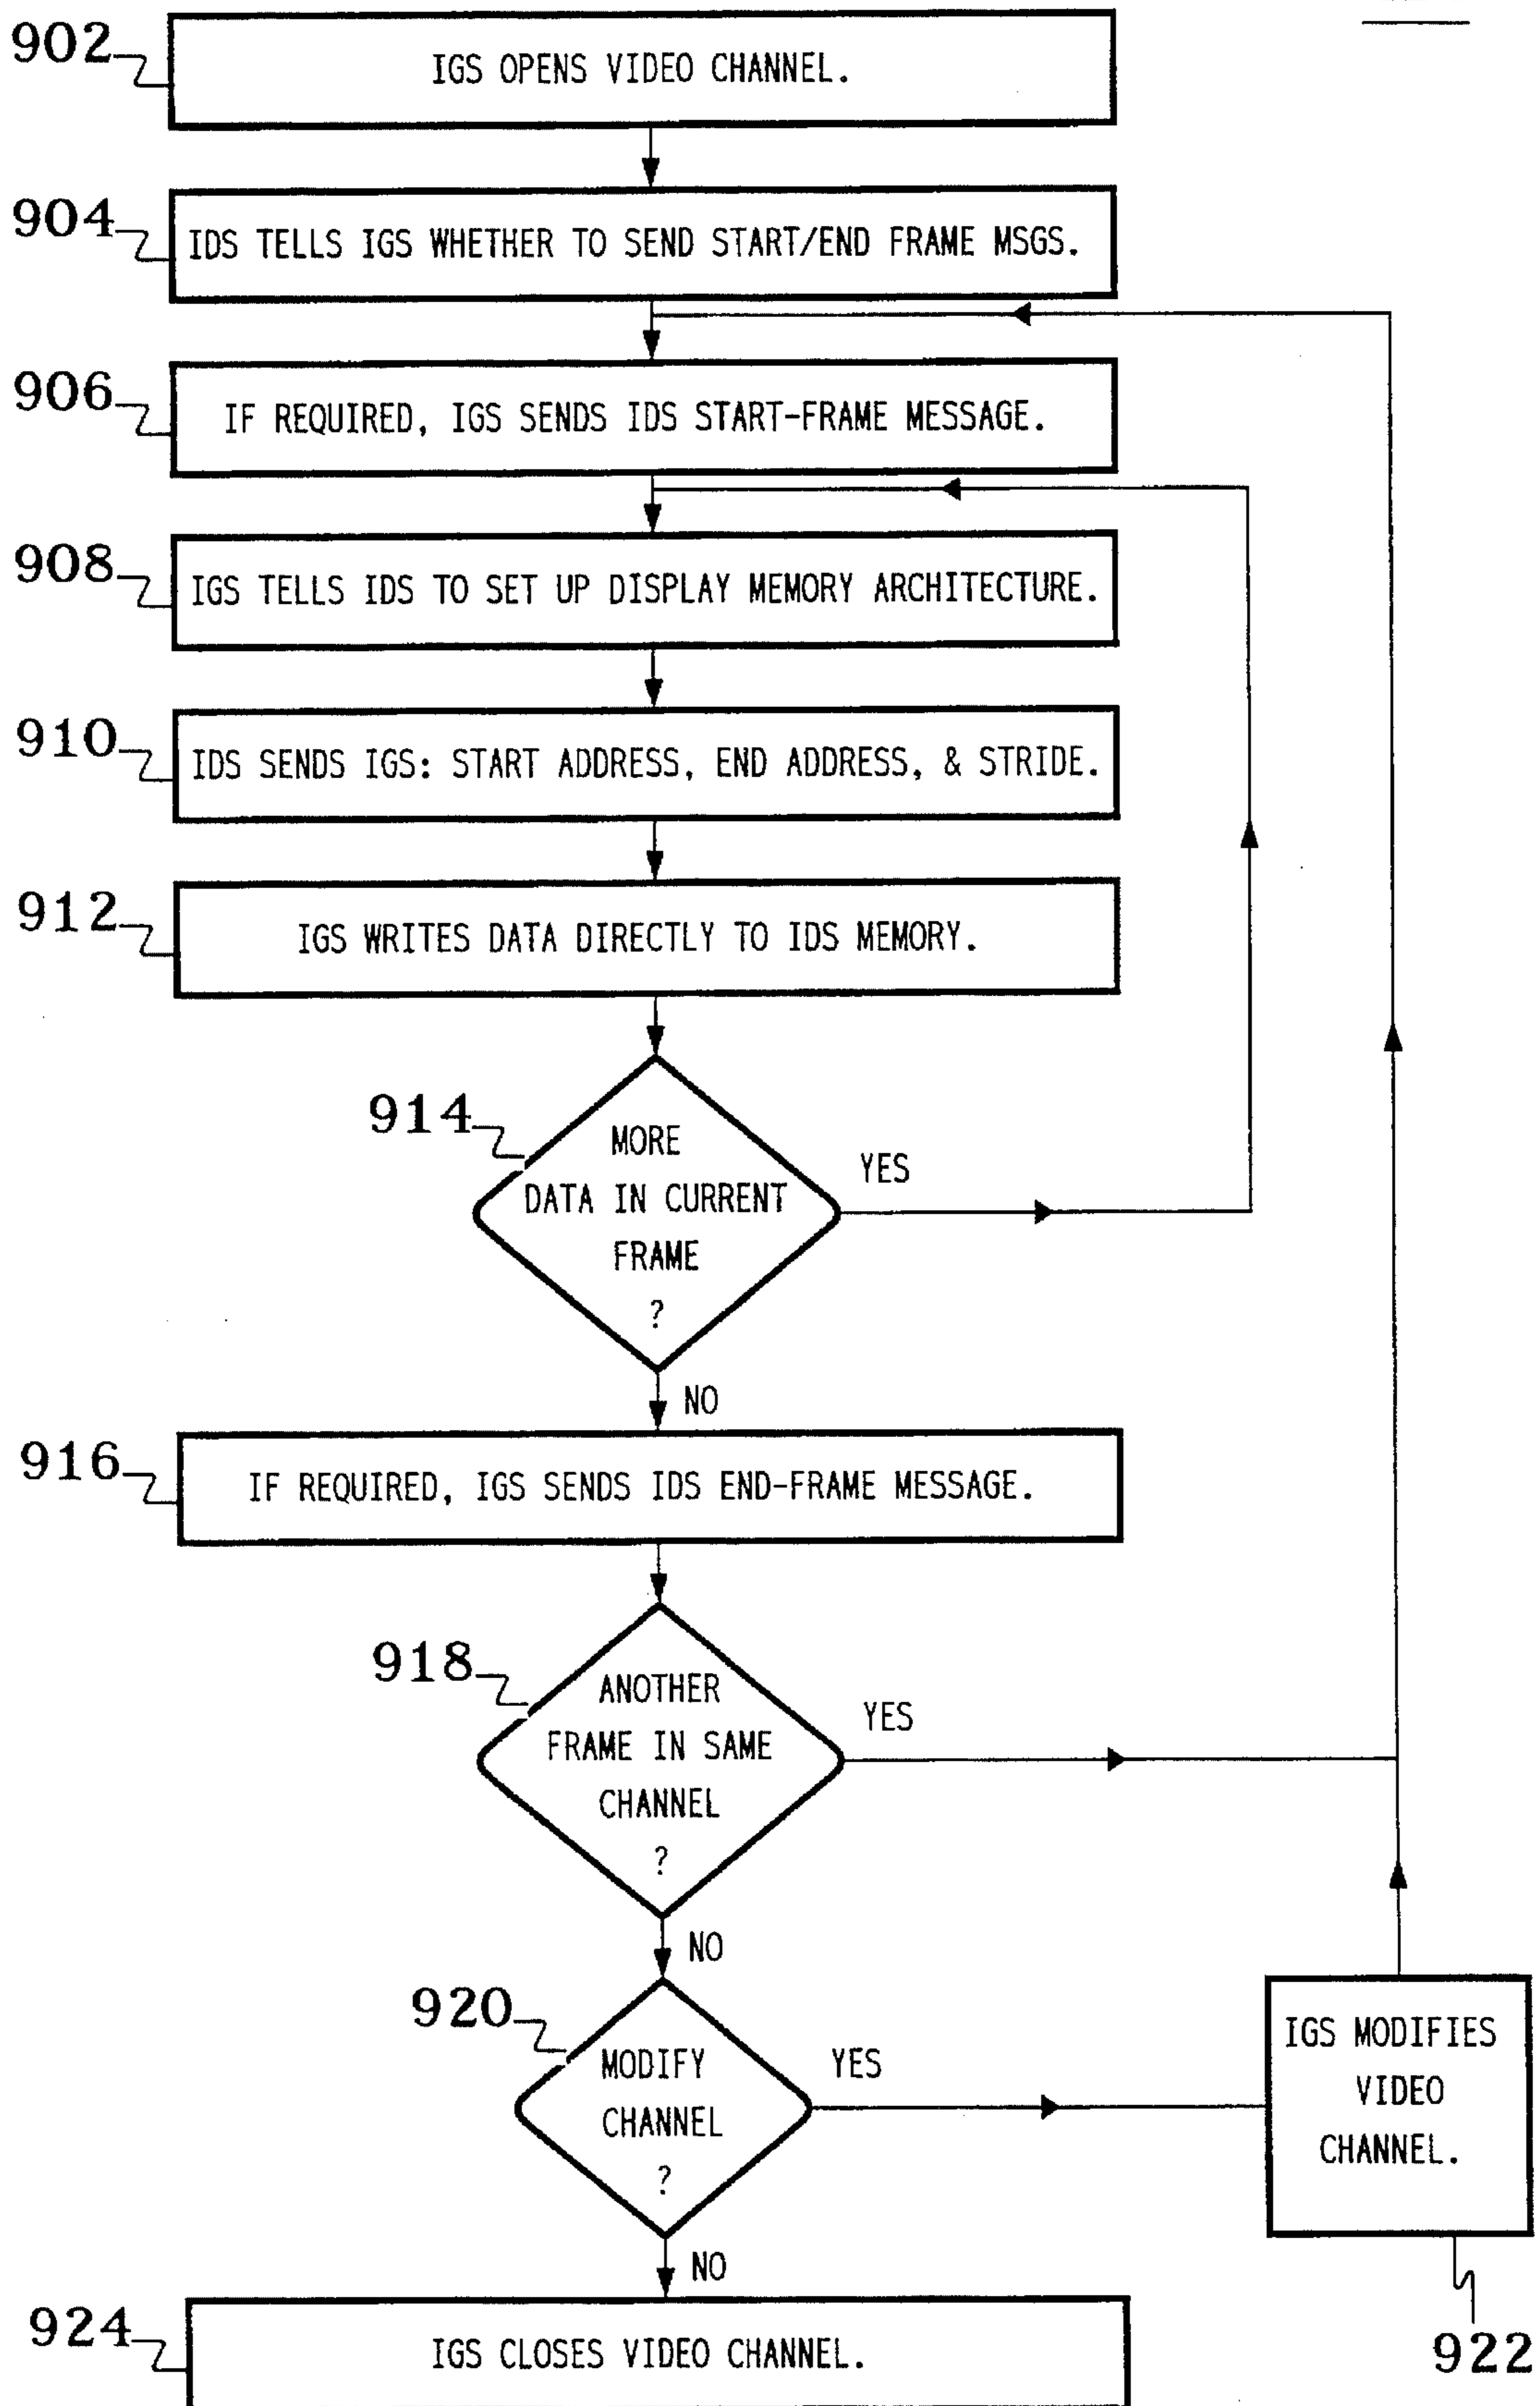 902
IGS OPENS VIDEO CHANNEL.
904
IDS TELLS IGS WHETHER TO SEND START/END FRAME MSGS.
906
IF REQUIRED, IGS SENDS IDS START-FRAME MESSAGE.
908
IGS TELLS IDS TO SET UP DISPLAY MEMORY ARCHITECTURE.
910
IDS SENDS IGS: START ADDRESS, END ADDRESS, & STRIDE.
912
IGS WRITES DATA DIRECTLY TO IDS MEMORY.
914
MORE
DATA IN CURRENT
FRAME
?
YES
NO
916
IF REQUIRED, IGS SENDS IDS END-FRAME MESSAGE.
918
ANOTHER
FRAME IN SAME
CHANNEL
?
YES
NO
920
MODIFY
CHANNEL
?
YES
IGS MODIFIES
VIDEO
CHANNEL.
922
NO
924
IGS CLOSES VIDEO CHANNEL.